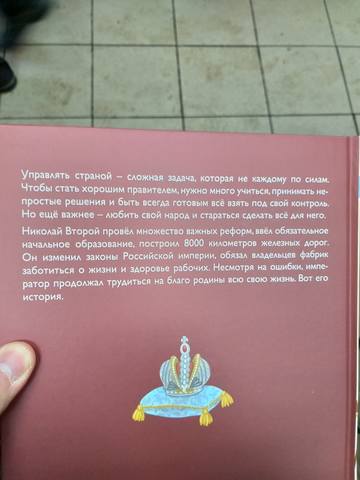 Управлять страной – сложная задача, которая не каждому по силам.
Чтобы стать хорошим правителем, нужно много учиться, принимать не-
простые решения и быть всегда готовым всё взять под свой контроль.
Но ещё важнее – любить свой народ и стараться сделать всё для него.
Николай Второй провёл множество важных реформ, ввёл обязательное
начальное образование, построил 8000 километров железных дорог.
Он изменил законы Российской империи, обязал владельцев фабрик
заботиться о жизни и здоровье рабочих. Несмотря на ошибки, импе-
ратор продолжал трудиться на благо родины всю свою жизнь. Вот его
история.